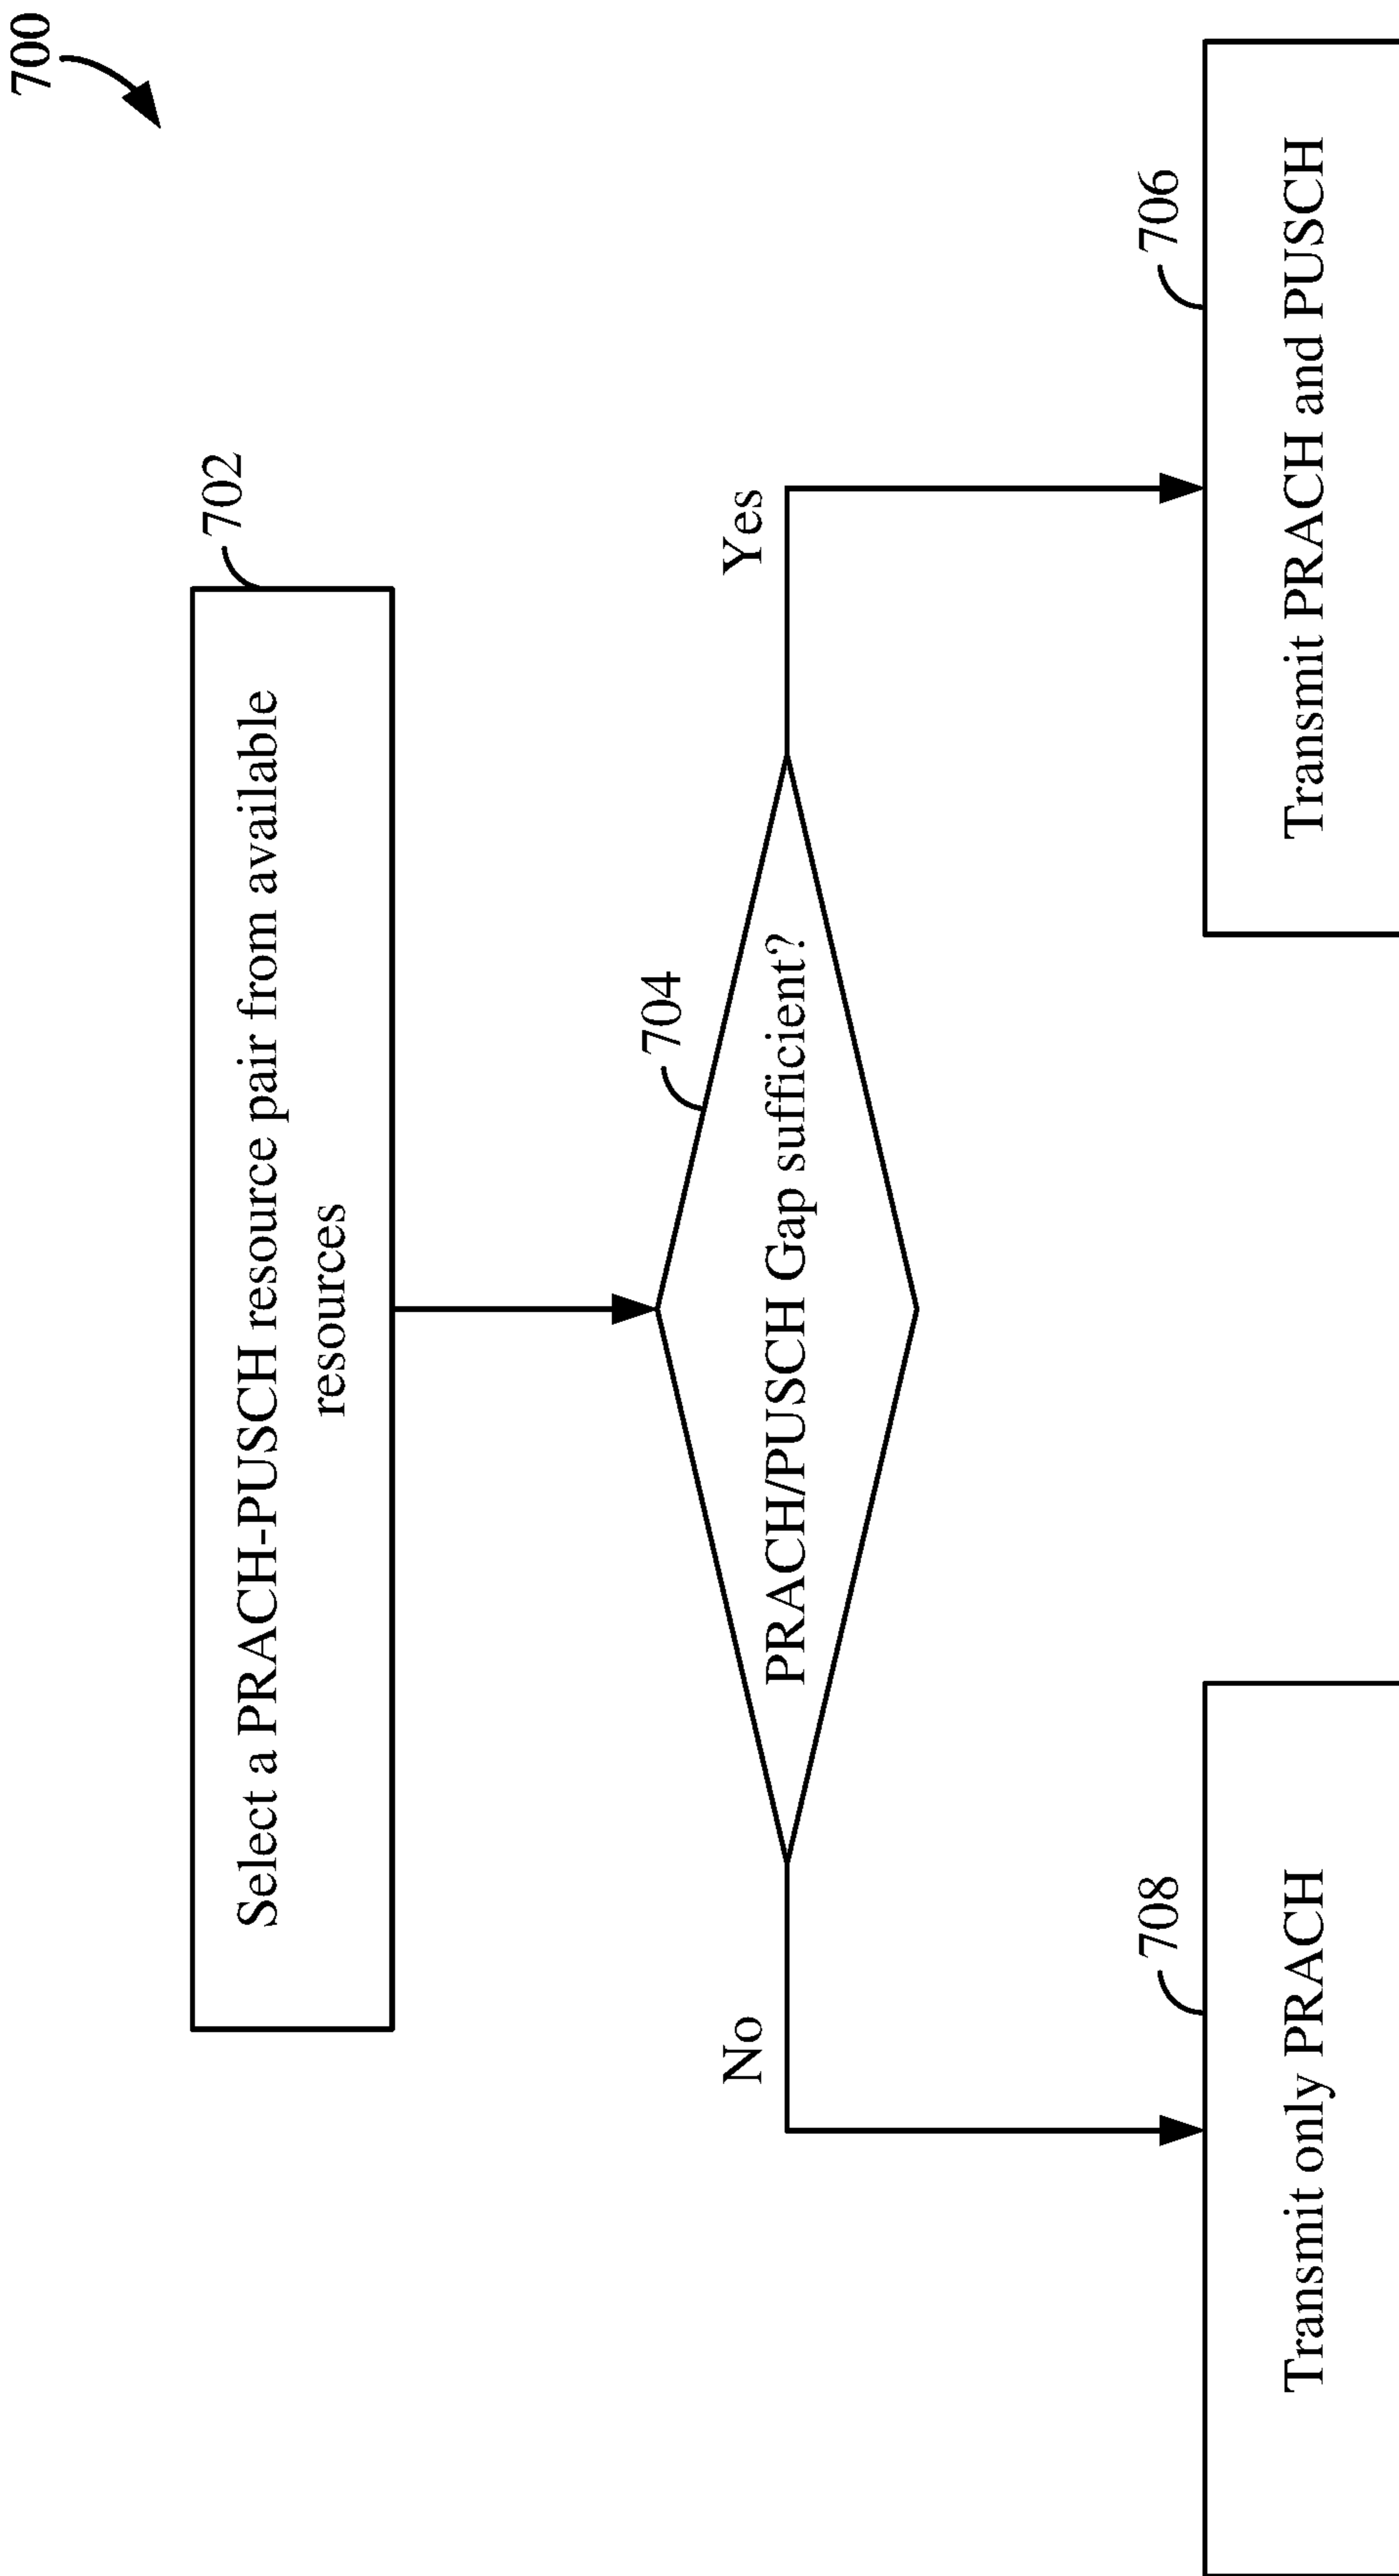 700
702
Select a PRACH-PUSCH resource pair from available
resources
704
PRACH/PUSCH Gap sufficient?
No
Yes
708
Transmit only PRACH
706
Transmit PRACH and PUSCH